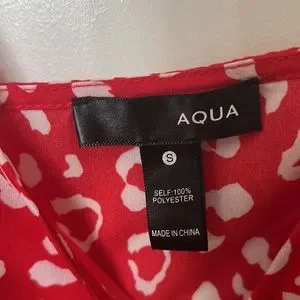 AQUA
S
SELF:100%
POLYESTER
MADE IN CHINA